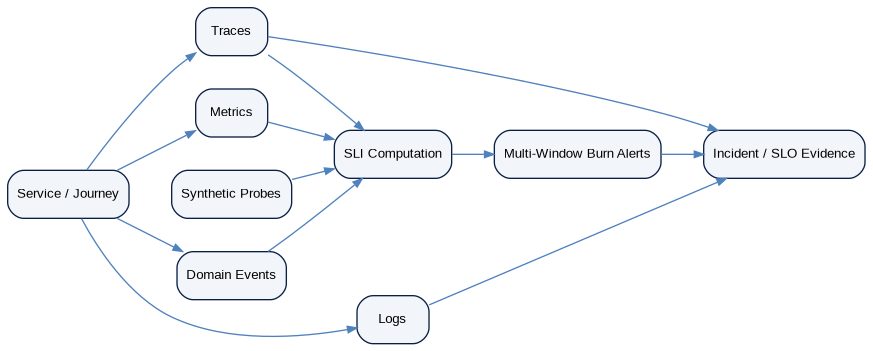 Traces
Metrics
SLI Computation
Multi-Window Burn Alerts
Incident / SLO Evidence
Service / Journey
Synthetic Probes
Domain Events
Logs